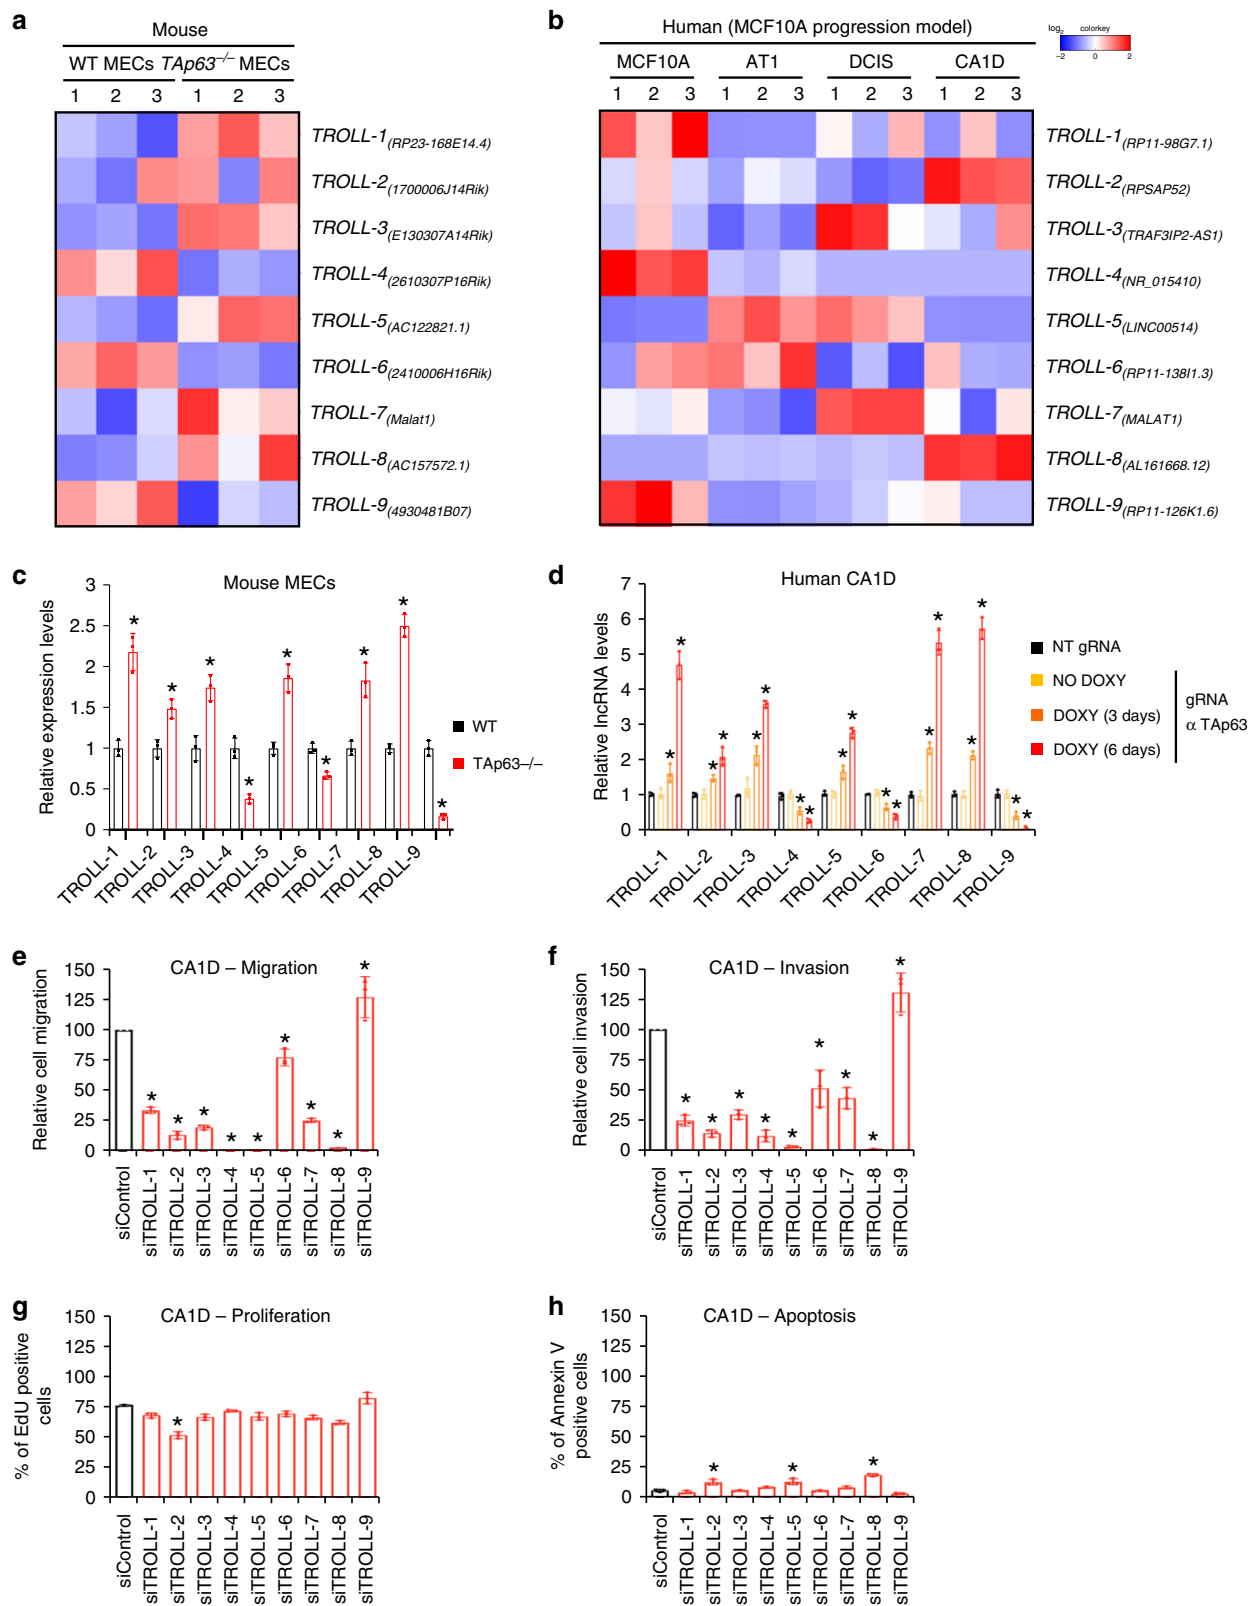 a
Mouse
WT MECs TAp63–/– MECs
1 2 3 1 2 3
TROLL-1(RP23-168E14.4)
TROLL-2(1700006J14Rik)
TROLL-3(E130307A14Rik)
TROLL-4(2610307P16Rik)
TROLL-5(AC122821.1)
TROLL-6(2410006H16Rik)
TROLL-7(Malat1)
TROLL-8(AC157572.1)
TROLL-9(4930481B07)
b
Human (MCF10A progression model)
MCF10A AT1 DCIS CA1D
1 2 3 1 2 3 1 2 3 1 2 3
log2 colorkey
–2 0 2
TROLL-1(RP11-98G7.1)
TROLL-2(RPSAP52)
TROLL-3(TRAF3IP2-AS1)
TROLL-4(NR_015410)
TROLL-5(LINC00514)
TROLL-6(RP11-138I1.3)
TROLL-7(MALAT1)
TROLL-8(AL161668.12)
TROLL-9(RP11-126K1.6)
c
Mouse MECs
Relative expression levels
3
2.5
2
1.5
1
0.5
0
* * * * * * * * *
TROLL-1 TROLL-2 TROLL-3 TROLL-4 TROLL-5 TROLL-6 TROLL-7 TROLL-8 TROLL-9
WT
TAp63–/–
d
Human CA1D
Relative lncRNA levels
7
6
5
4
3
2
1
0
* * * * * * * * * * * * * * * * *
TROLL-1 TROLL-2 TROLL-3 TROLL-4 TROLL-5 TROLL-6 TROLL-7 TROLL-8 TROLL-9
NT gRNA
NO DOXY
DOXY (3 days)
DOXY (6 days)
gRNA
α TAp63
e
CA1D – Migration
Relative cell migration
150
125
100
75
50
25
0
* * * * * * * * *
siControl siTROLL-1 siTROLL-2 siTROLL-3 siTROLL-4 siTROLL-5 siTROLL-6 siTROLL-7 siTROLL-8 siTROLL-9
f
CA1D – Invasion
Relative cell invasion
150
125
100
75
50
25
0
* * * * * * * * *
siControl siTROLL-1 siTROLL-2 siTROLL-3 siTROLL-4 siTROLL-5 siTROLL-6 siTROLL-7 siTROLL-8 siTROLL-9
g
CA1D – Proliferation
% of EdU positive
cells
150
125
100
75
50
25
0
*
siControl siTROLL-1 siTROLL-2 siTROLL-3 siTROLL-4 siTROLL-5 siTROLL-6 siTROLL-7 siTROLL-8 siTROLL-9
h
CA1D – Apoptosis
% of Annexin V
positive cells
150
125
100
75
50
25
0
* * *
siControl siTROLL-1 siTROLL-2 siTROLL-3 siTROLL-4 siTROLL-5 siTROLL-6 siTROLL-7 siTROLL-8 siTROLL-9